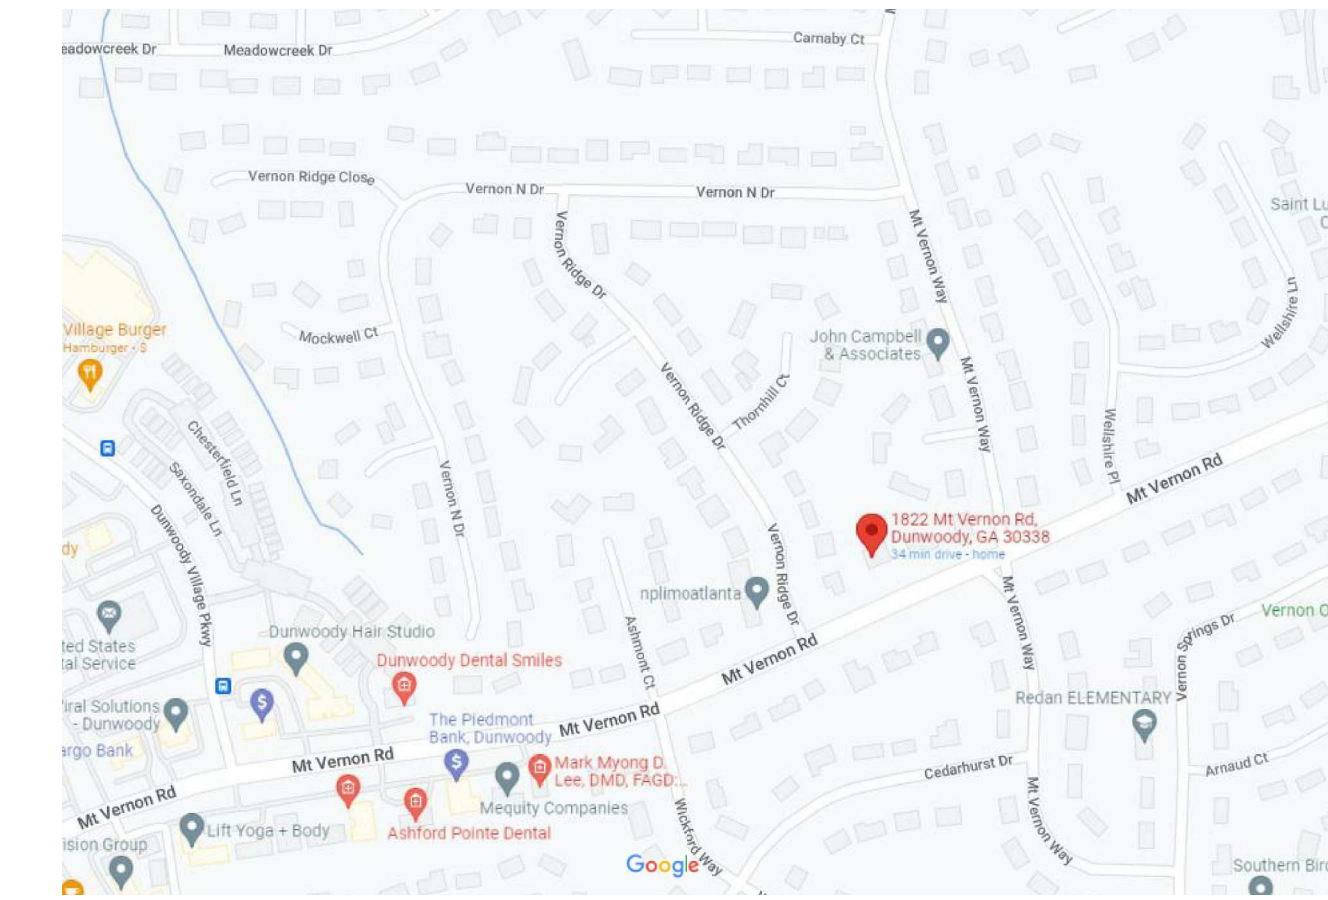 Carnaby Ct
eadowcreek Dr
Meadowcreek Dr
Vernon Ridge Close
Vernon N Dr
Vernon N Dr
Saint Lu
C
Mt Vernon Way
Vernon Ridge Dr
Village Burger
Hamburger · $
Mockwell Ct
John Campbell
& Associates
Wellshire Ln
Mt Vernon Way
Vernon Ridge Dr
Thornhill Ct
Wellshire Pl
Chesterfield Ln
Saxondale Ln
Vernon N Dr
Mt Vernon Rd
Dunwoody Village Pkwy
1822 Mt Vernon Rd,
Dunwoody, GA 30338
34 min drive - home
dy
Vernon Ridge Dr
nplimoatlanta
Mt Vernon Way
Vernon O
Vernon Springs Dr
ted States
tal Service
Dunwoody Hair Studio
Ashmont Ct
Dunwoody Dental Smiles
Mt Vernon Rd
Redan ELEMENTARY
iral Solutions
- Dunwoody
The Piedmont
Bank, Dunwoody
Mt Vernon Rd
argo Bank
Mt Vernon Rd
Mark Myong D.
Lee, DMD, FAGD:..
Cedarhurst Dr
Arnaud Ct
Mt Vernon Rd
Mequity Companies
Lift Yoga + Body
Ashford Pointe Dental
Wickford Way
Mt Vernon Way
ision Group
Google
Southern Bir